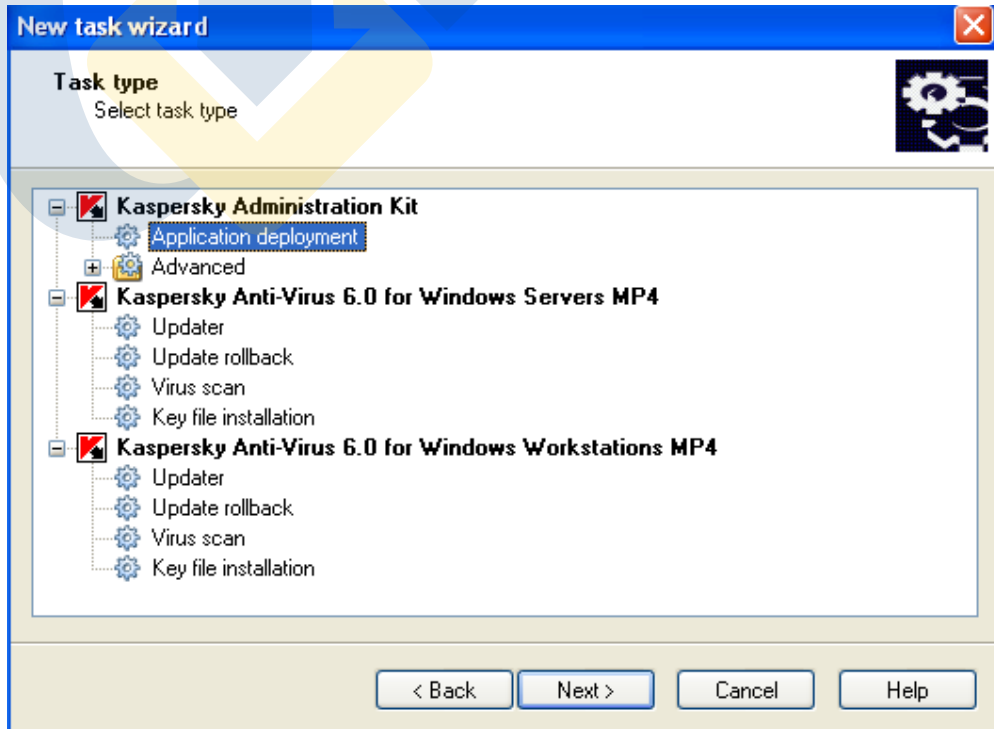 New task wizard
Task type
Select task type
Kaspersky Administration Kit
Application deployment
Advanced
Kaspersky Anti-Virus 6.0 for Windows Servers MP4
Updater
Update rollback
Virus scan
Key file installation
Kaspersky Anti-Virus 6.0 for Windows Workstations MP4
Updater
Update rollback
Virus scan
Key file installation
< Back Next > Cancel Help